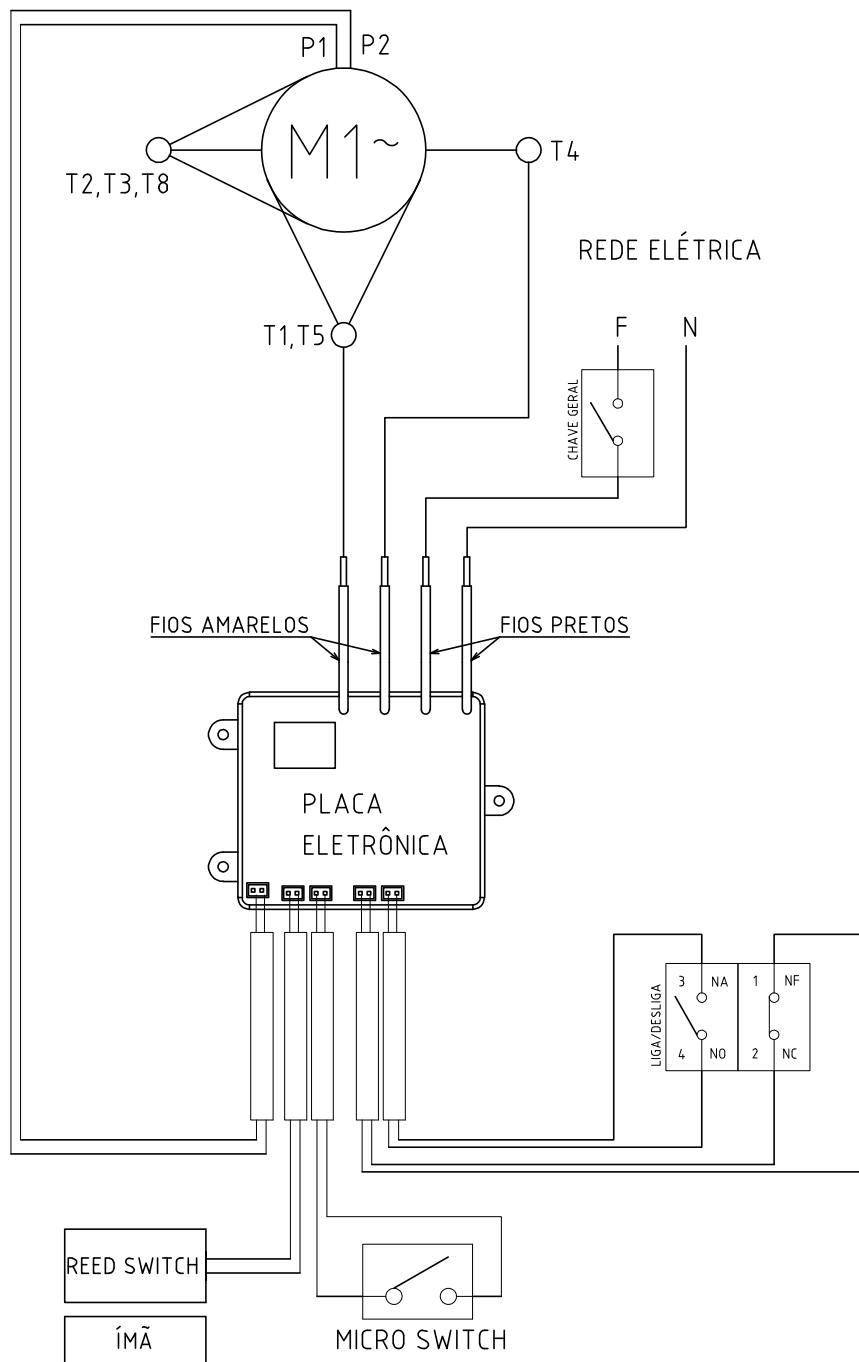 P1 P2
M1~
T2,T3,T8
T4
REDE ELÉTRICA
T1,T5
F N
CHAVE GERAL
FIOS AMARELOS
FIOS PRETOS
PLACA
ELETRÔNICA
LIGA/DESLIGA
3 NA 1 NF
4 NO 2 NC
REED SWITCH
ÍMÃ
MICRO SWITCH